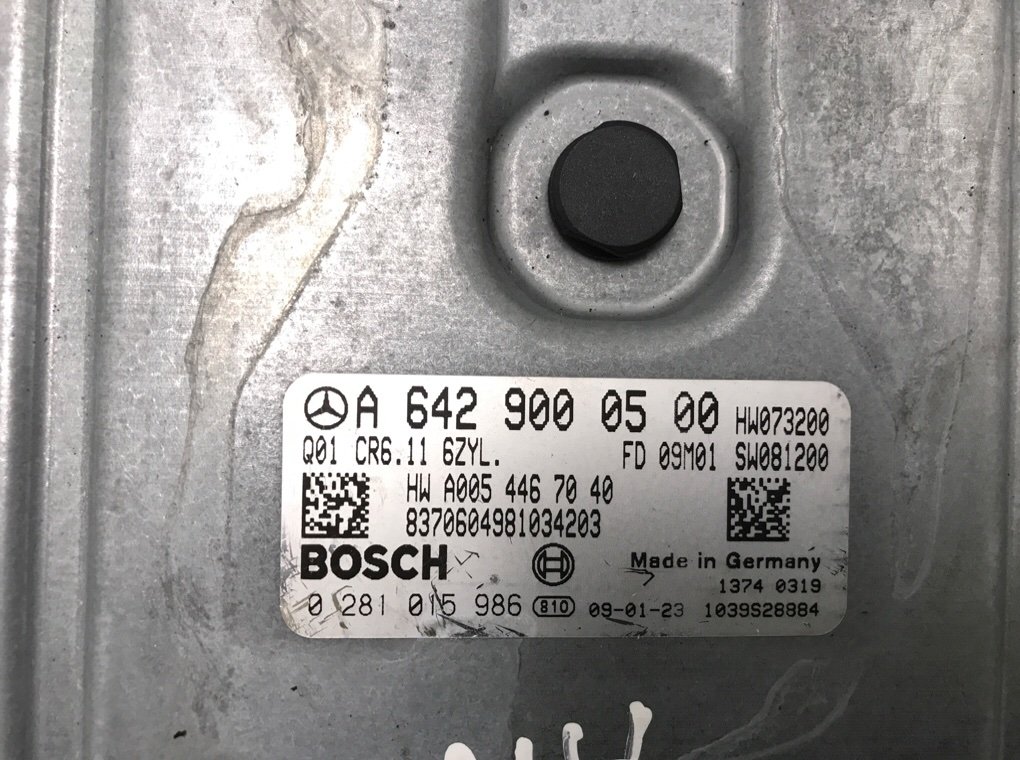 A 642 900 05 00 HW073200
Q01 CR6.11 6ZYL. FD 09M01 SW081200
HW A005 446 70 40
8370604981034203
BOSCH Made in Germany
1374 0319
0 281 015 986 810 09-01-23 1039S28884